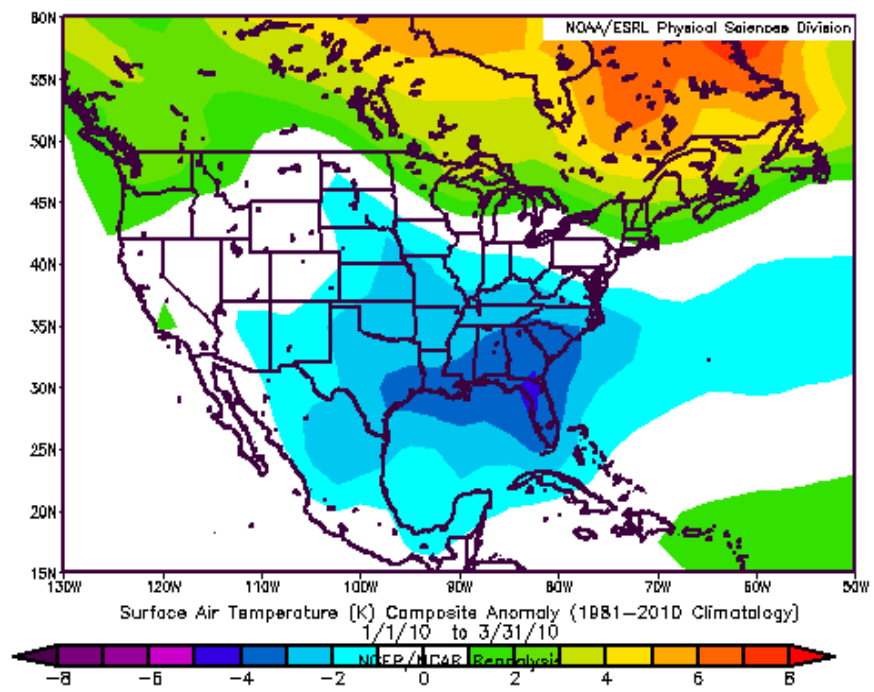 NOAA/ESRL Physical Sciences Division
60N
55N
50N
45N
40N
35N
30N
25N
20N
15N
130W 120W 110W 100W 90W 80W 70W 60W 50W
Surface Air Temperature (K) Composite Anomaly (1981-2010 Climatology)
1/1/10 to 3/31/10
NCEP/NCAR Reanalysis
-8 -6 -4 -2 0 2 4 6 8